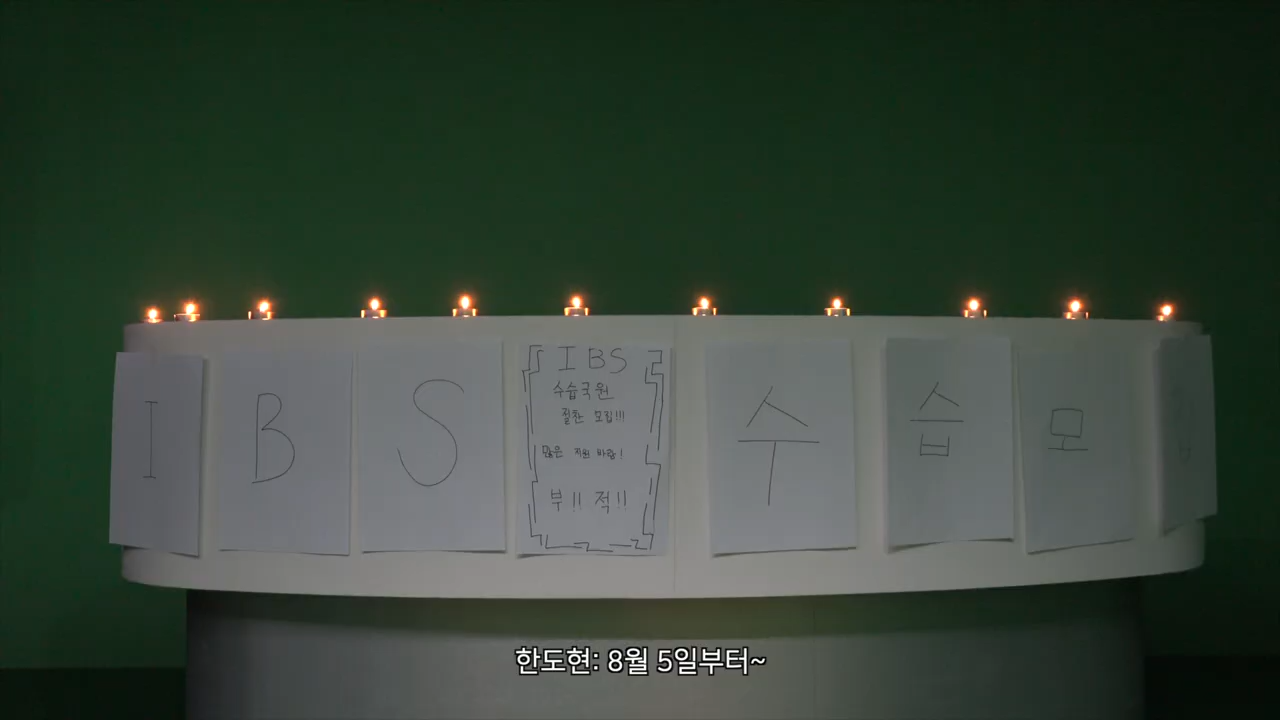 I B S
IBS
수습국원
절찬 모집!!!
많은 지원 바람!
부!! 적!!
수 습 모
한도현: 8월 5일부터~